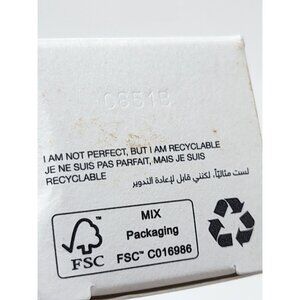 C651B
I AM NOT PERFECT, BUT I AM RECYCLABLE
JE NE SUIS PAS PARFAIT, MAIS JE SUIS
RECYCLABLE
لست مثالياً، لكنني قابل لإعادة التدوير
FSC
MIX
Packaging
FSC™ C016986